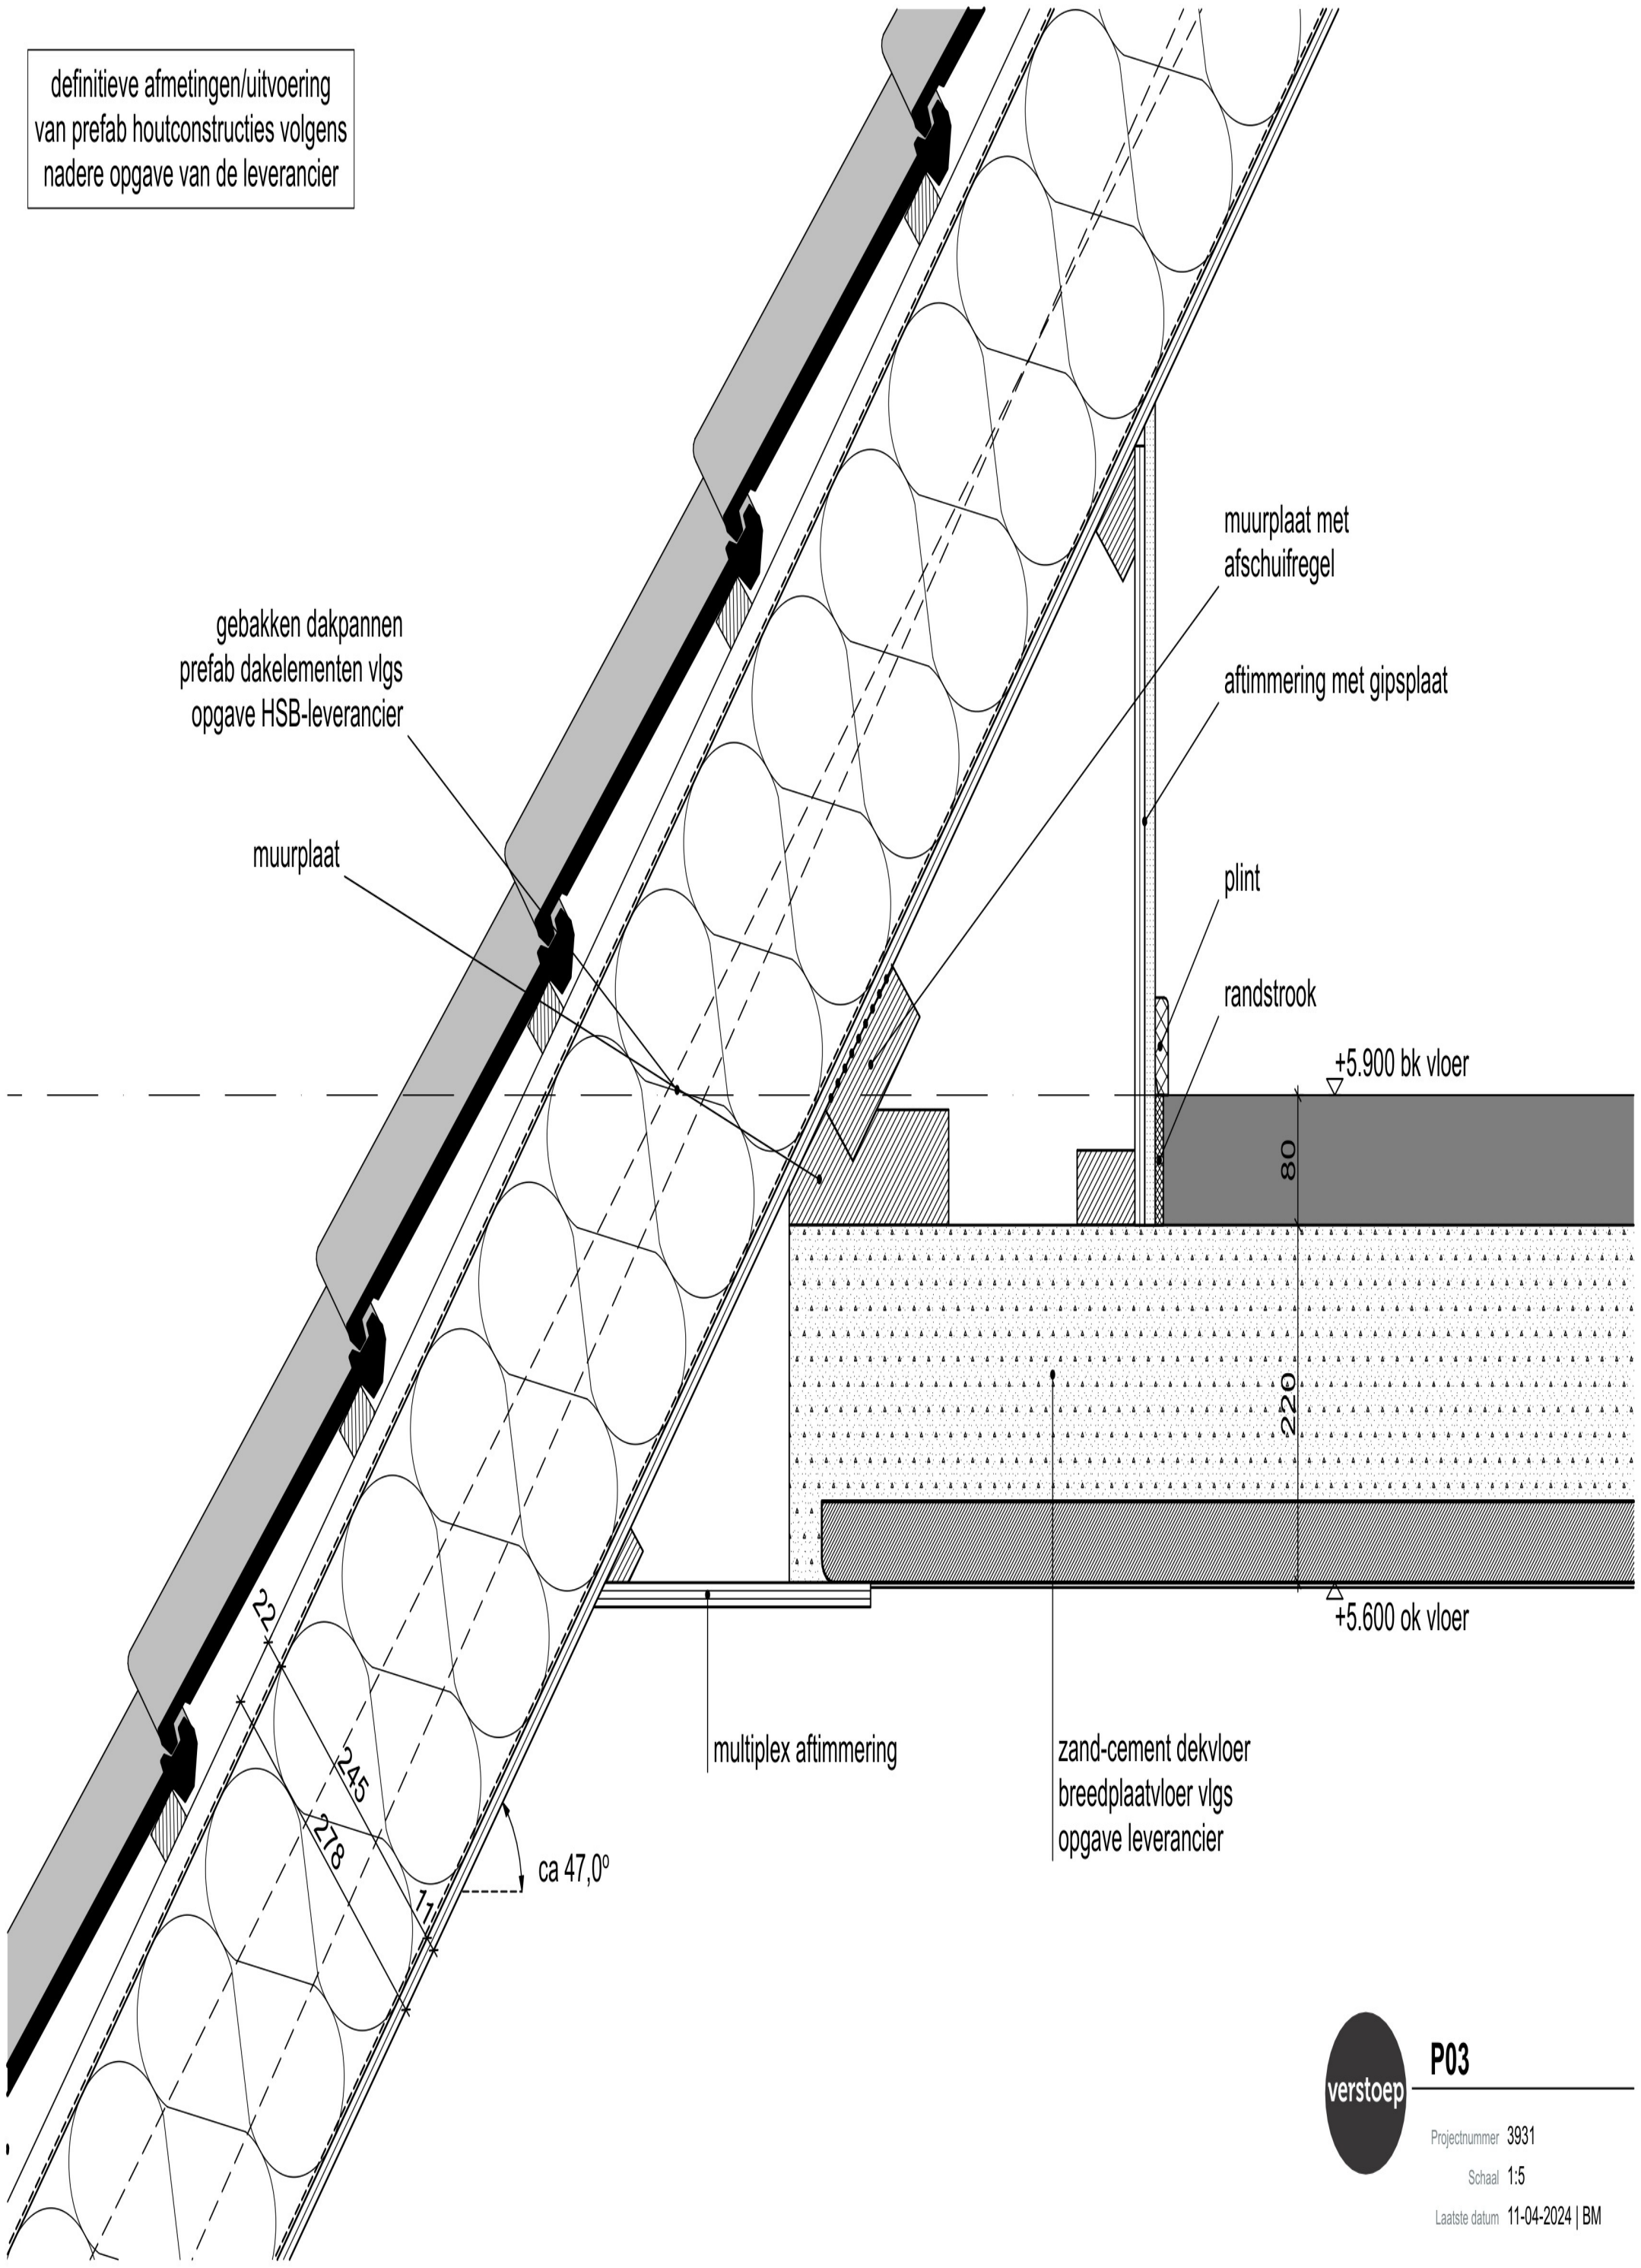 definitieve afmetingen/uitvoering
van prefab houtconstructies volgens
nadere opgave van de leverancier
gebakken dakpannen
prefab dakelementen vlgs
opgave HSB-leverancier
muurplaat
muurplaat met
afschuifregel
aftimmering met gipsplaat
plint
randstrook
+5.900 bk vloer
80
220
+5.600 ok vloer
22
245
278
11
ca 47,0°
multiplex aftimmering
zand-cement dekvloer
breedplaatvloer vlgs
opgave leverancier
verstoep
P03
Projectnummer 3931
Schaal 1:5
Laatste datum 11-04-2024 | BM